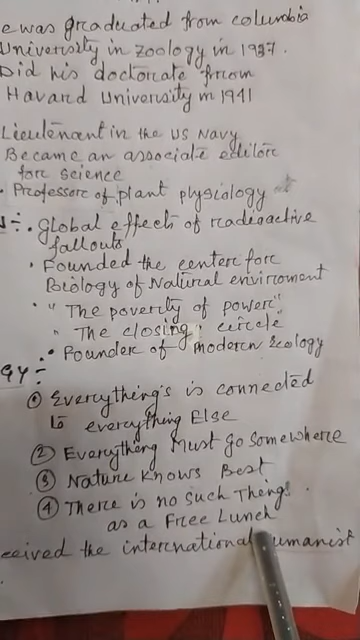 e was graduated from columbia
University in zoology in 1937.
Did his doctorate from
Havard University in 1941
Lieutenant in the US Navy
Became an associate editor
for science
• Professor of plant physiology
• Global effects of radioactive
fallouts
• Founded the center for
Biology of Natural enviroment
• " The poverty of power"
" The closing circle
• Founder of modern Ecology
gy :-
① Everything's is connected
to everything Else
② Everything Must go somewhere
③ Nature knows Best
④ There is no such Things
as a Free Lunch
ceived the international umanist